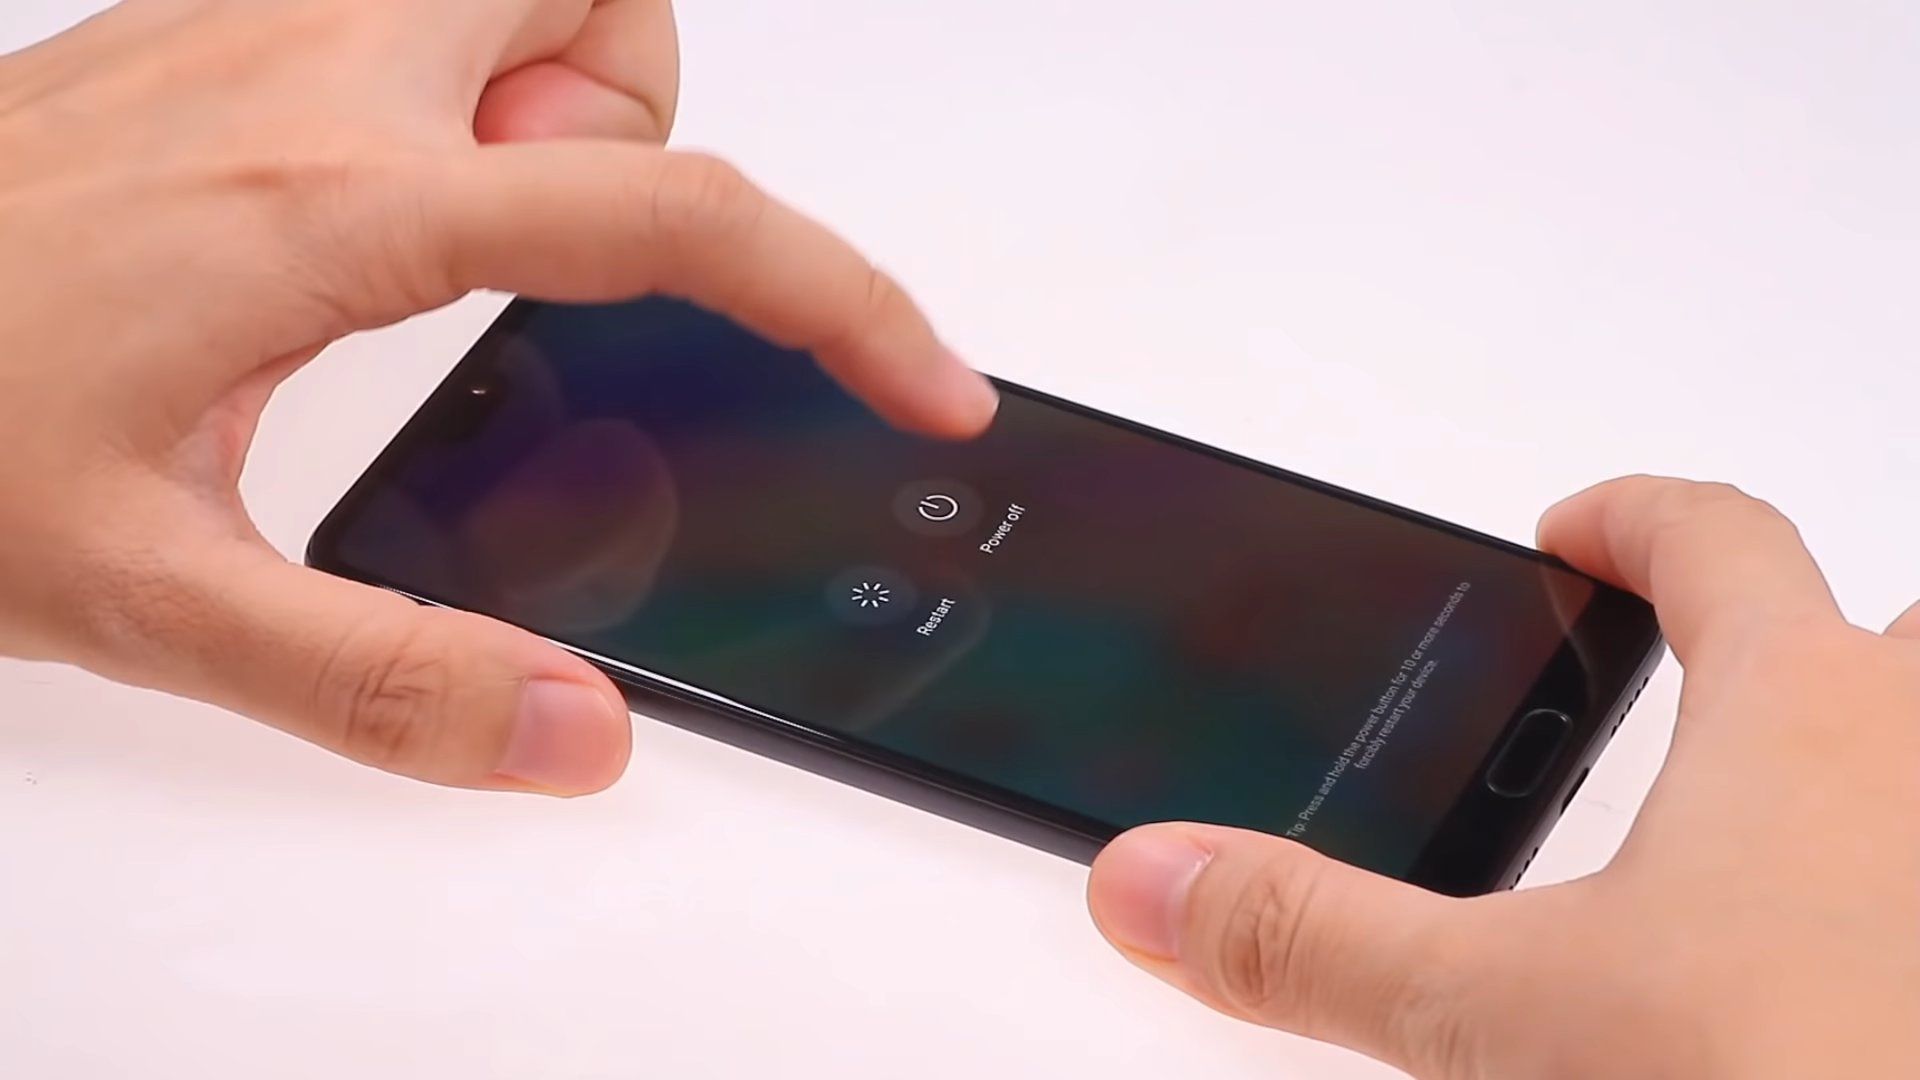 Power off
Restart
Tip: Press and hold the power button for 10 or more seconds to
forcibly restart your device.